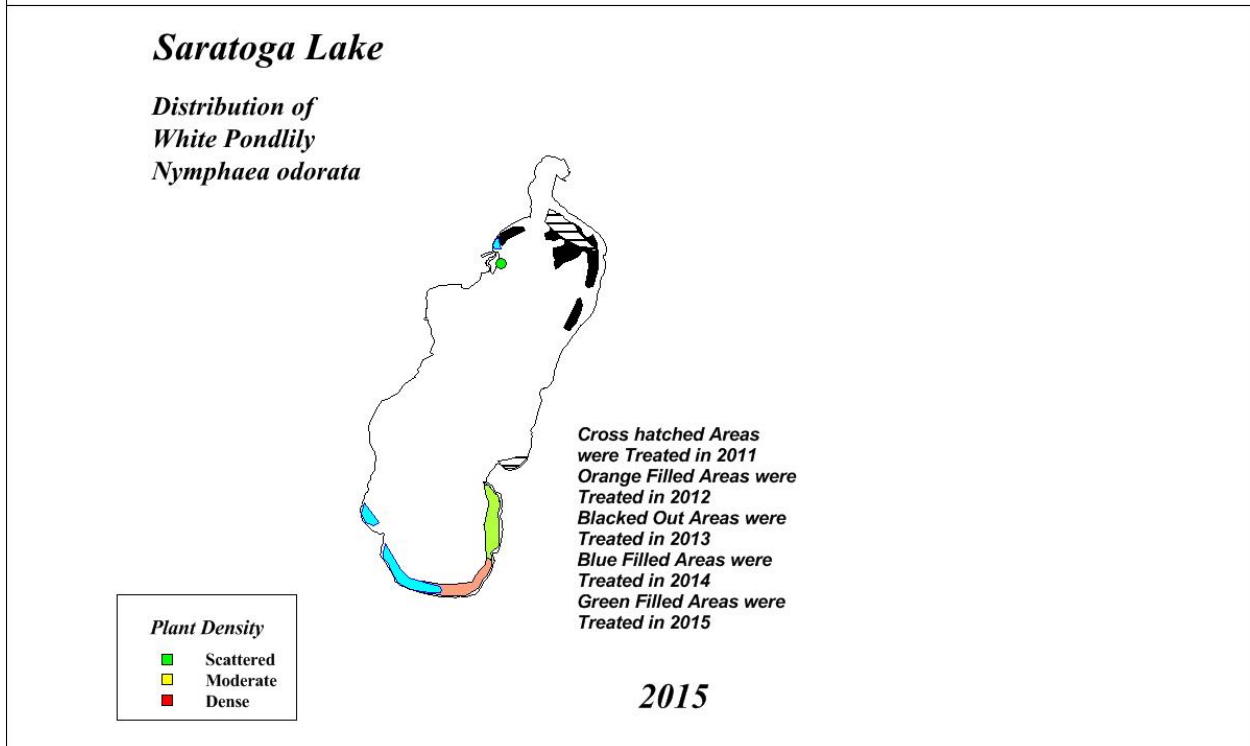 Saratoga Lake
Distribution of
White Pondlily
Nymphaea odorata
Cross hatched Areas
were Treated in 2011
Orange Filled Areas were
Treated in 2012
Blacked Out Areas were
Treated in 2013
Blue Filled Areas were
Treated in 2014
Green Filled Areas were
Treated in 2015
Plant Density
Scattered
Moderate
Dense
2015